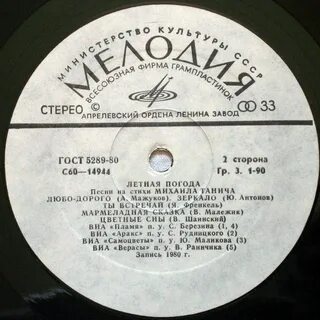 МИНИСТЕРСТВО КУЛЬТУРЫ СССР
МЕЛОДИЯ
ВСЕСОЮЗНАЯ ФИРМА ГРАМПЛАСТИНОК
СТЕРЕО 33
АПРЕЛЕВСКИЙ ОРДЕНА ЛЕНИНА ЗАВОД
ГОСТ 5289-80 2 сторона
С60—14944 Гр. 3. 1-90
ЛЕТНАЯ ПОГОДА
Песни на стихи МИХАИЛА ТАНИЧА
ЛЮБО-ДОРОГО (А. Мажуков), ЗЕРКАЛО (Ю. Антонов)
ТЫ ВСТРЕЧАЙ (Я. Френкель)
МАРМЕЛАДНАЯ СКАЗКА (В. Малежик)
ЦВЕТНЫЕ СНЫ (В. Шаинский)
ВИА «Пламя» п. у. С. Березина (1, 4)
ВИА «Аракс» п. у. С. Рудницкого (2)
ВИА «Самоцветы» п. у. Ю. Маликова (3)
ВИА «Верасы» п. у. В. Раинчика (5)
Запись 1980 г.